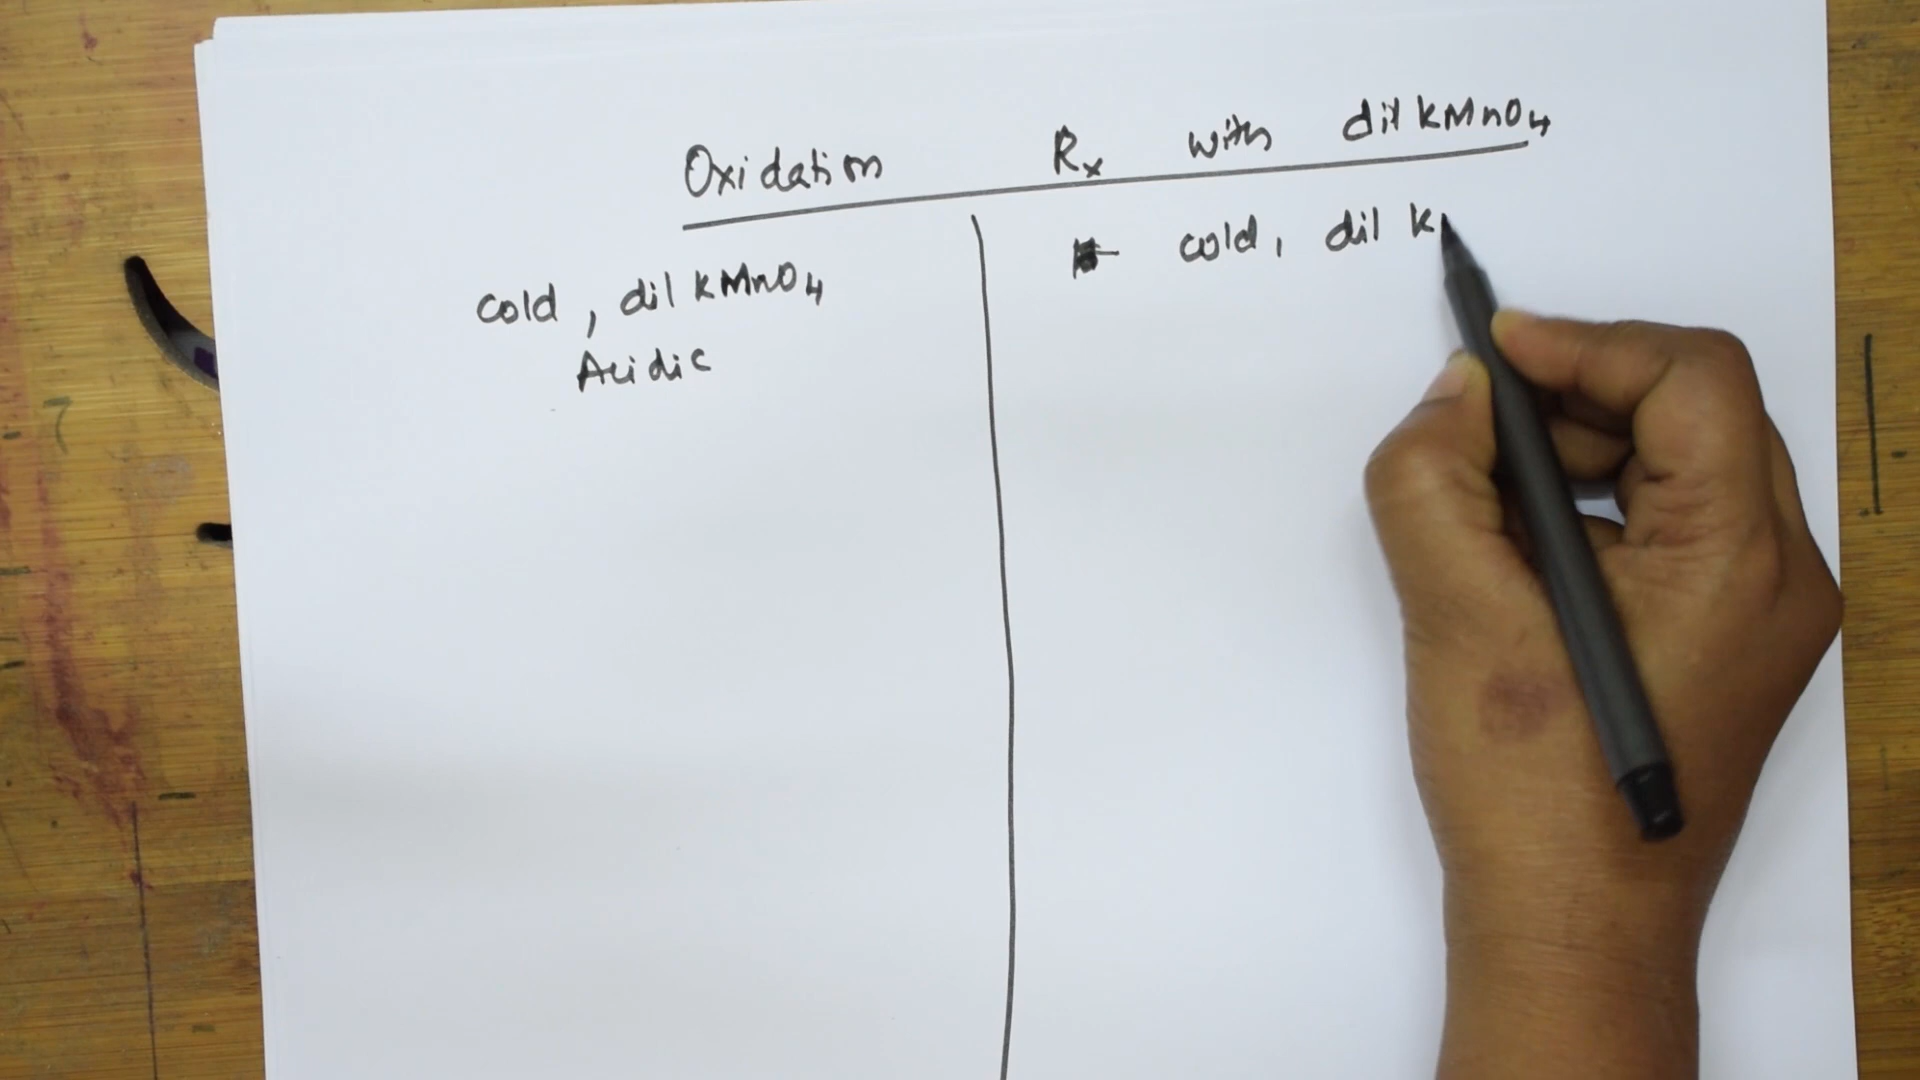 Oxidation Rx with dil KMnO4
cold, dil KMnO4
Acidic
cold, dil K